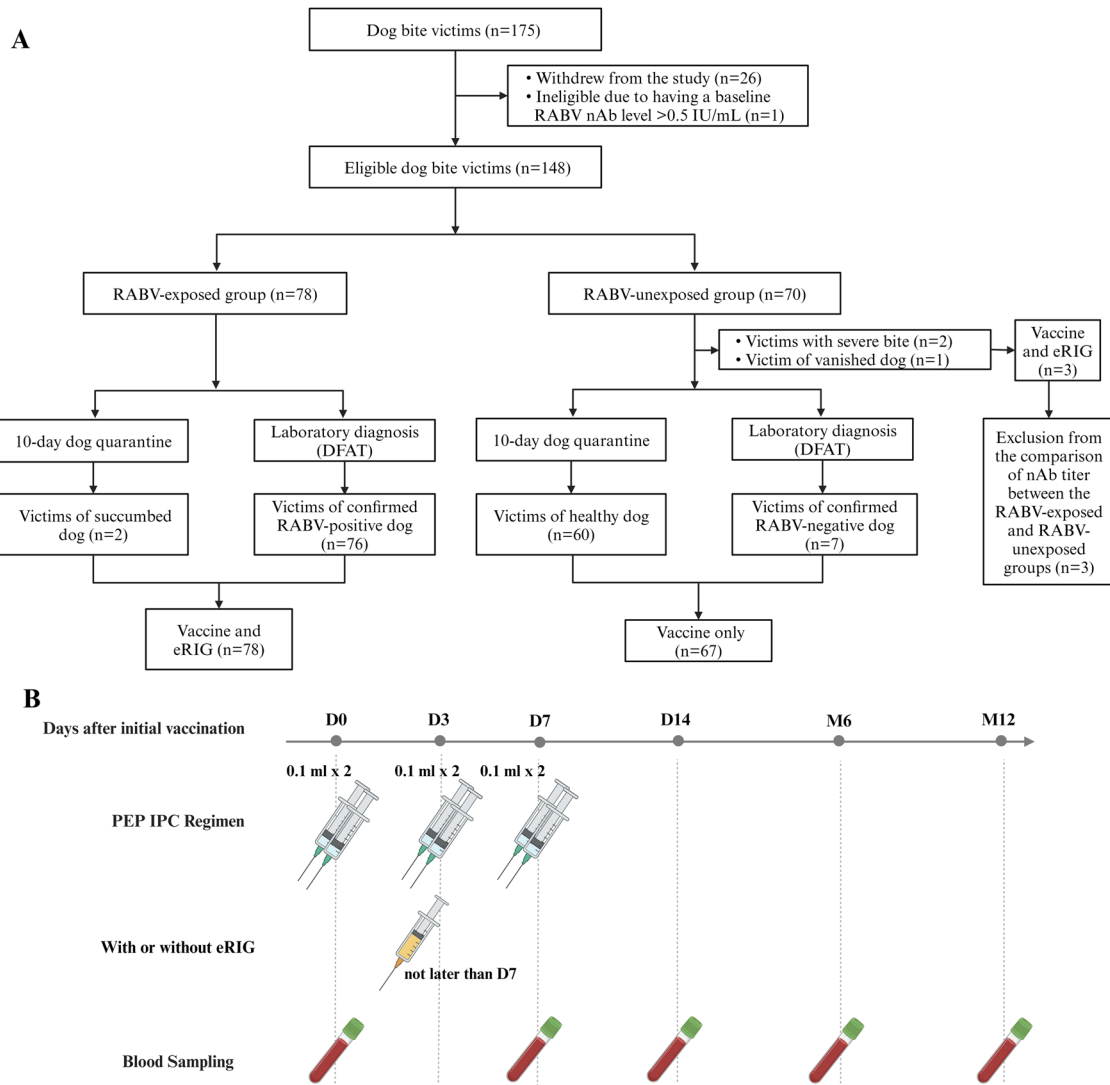 A
Dog bite victims (n=175)
• Withdrew from the study (n=26)
• Ineligible due to having a baseline
RABV nAb level >0.5 IU/mL (n=1)
Eligible dog bite victims (n=148)
RABV-exposed group (n=78)
RABV-unexposed group (n=70)
• Victims with severe bite (n=2)
• Victim of vanished dog (n=1)
Vaccine
and eRIG
(n=3)
10-day dog quarantine
Laboratory diagnosis
(DFAT)
10-day dog quarantine
Laboratory diagnosis
(DFAT)
Exclusion from
the comparison
of nAb titer
between the
RABV-exposed
and RABV-
unexposed
groups (n=3)
Victims of succumbed
dog (n=2)
Victims of confirmed
RABV-positive dog
(n=76)
Victims of healthy dog
(n=60)
Victims of confirmed
RABV-negative dog
(n=7)
Vaccine and
eRIG (n=78)
Vaccine only
(n=67)
B
Days after initial vaccination
D0
D3
D7
D14
M6
M12
0.1 ml x 2
0.1 ml x 2
0.1 ml x 2
PEP IPC Regimen
With or without eRIG
not later than D7
Blood Sampling